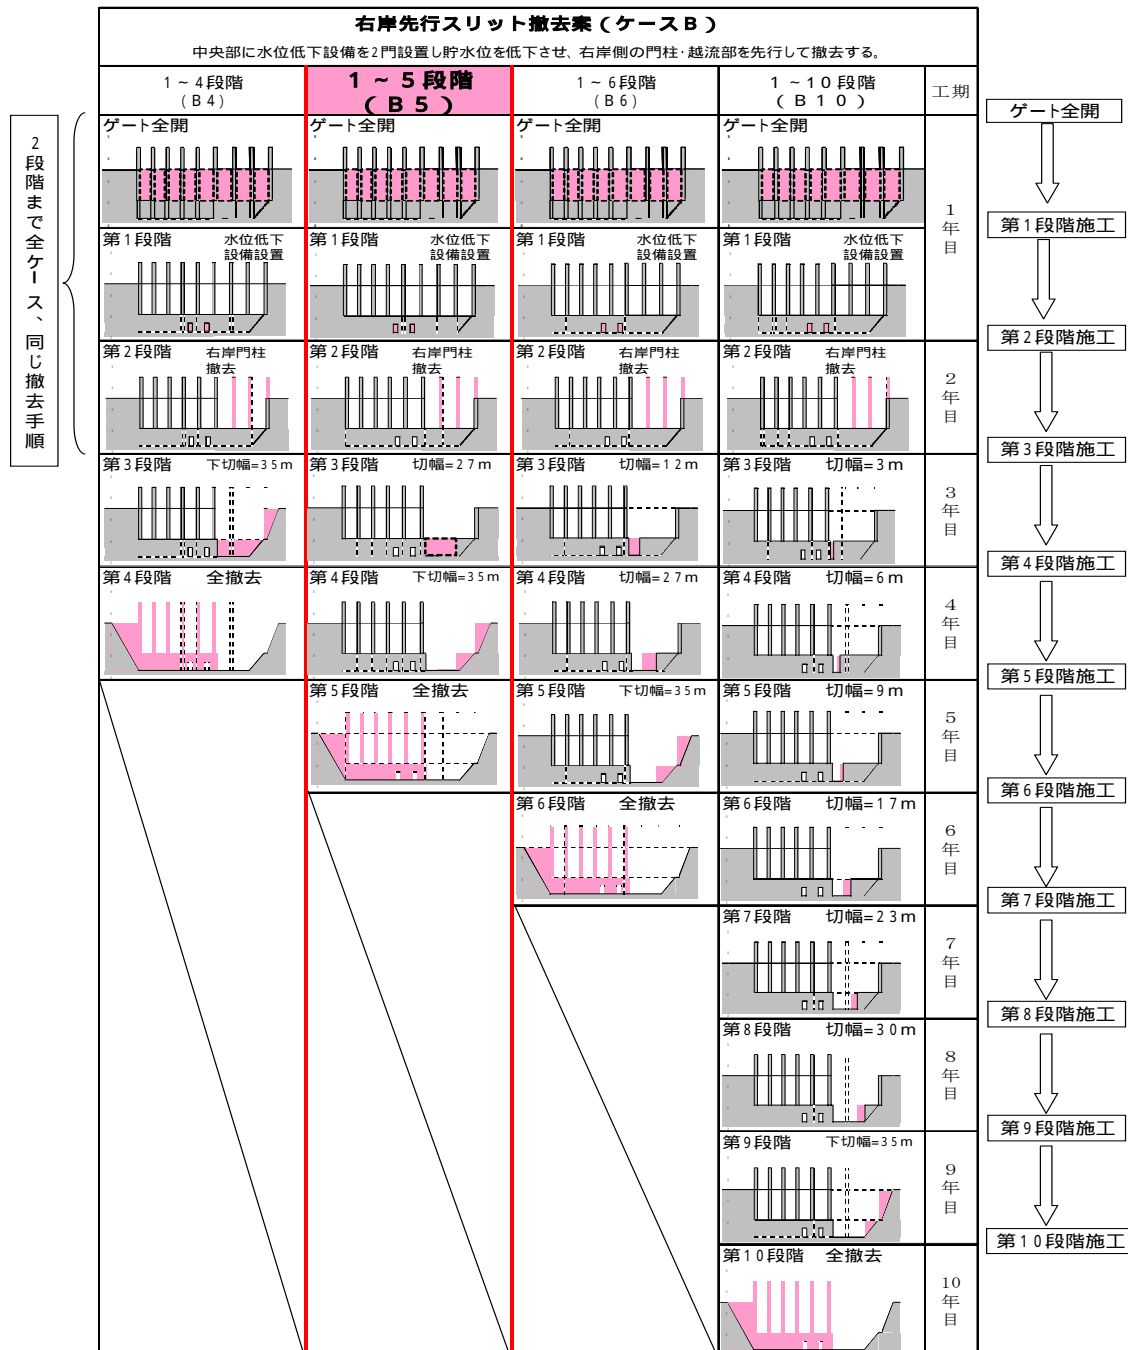 右岸先行スリット撤去案(ケースB)
中央部に水位低下設備を2門設置し貯水位を低下させ、右岸側の門柱・越流部を先行して撤去する。
1~4段階
(B4)
1~5段階
(B5)
1~6段階
(B6)
1~10段階
(B10)
工期
2段階まで全ケース、同じ撤去手順
ゲート全開
ゲート全開
ゲート全開
ゲート全開
1年目
第1段階 水位低下
設備設置
第1段階 水位低下
設備設置
第1段階 水位低下
設備設置
第1段階 水位低下
設備設置
第2段階 右岸門柱
撤去
第2段階 右岸門柱
撤去
第2段階 右岸門柱
撤去
第2段階 右岸門柱
撤去
2年目
第3段階 下切幅=35m
第3段階 切幅=27m
第3段階 切幅=12m
第3段階 切幅=3m
3年目
第4段階 全撤去
第4段階 下切幅=35m
第4段階 切幅=27m
第4段階 切幅=6m
4年目
第5段階 全撤去
第5段階 下切幅=35m
第5段階 切幅=9m
5年目
第6段階 全撤去
第6段階 切幅=17m
6年目
第7段階 切幅=23m
7年目
第8段階 切幅=30m
8年目
第9段階 下切幅=35m
9年目
第10段階 全撤去
10年目
ゲート全開
第1段階施工
第2段階施工
第3段階施工
第4段階施工
第5段階施工
第6段階施工
第7段階施工
第8段階施工
第9段階施工
第10段階施工